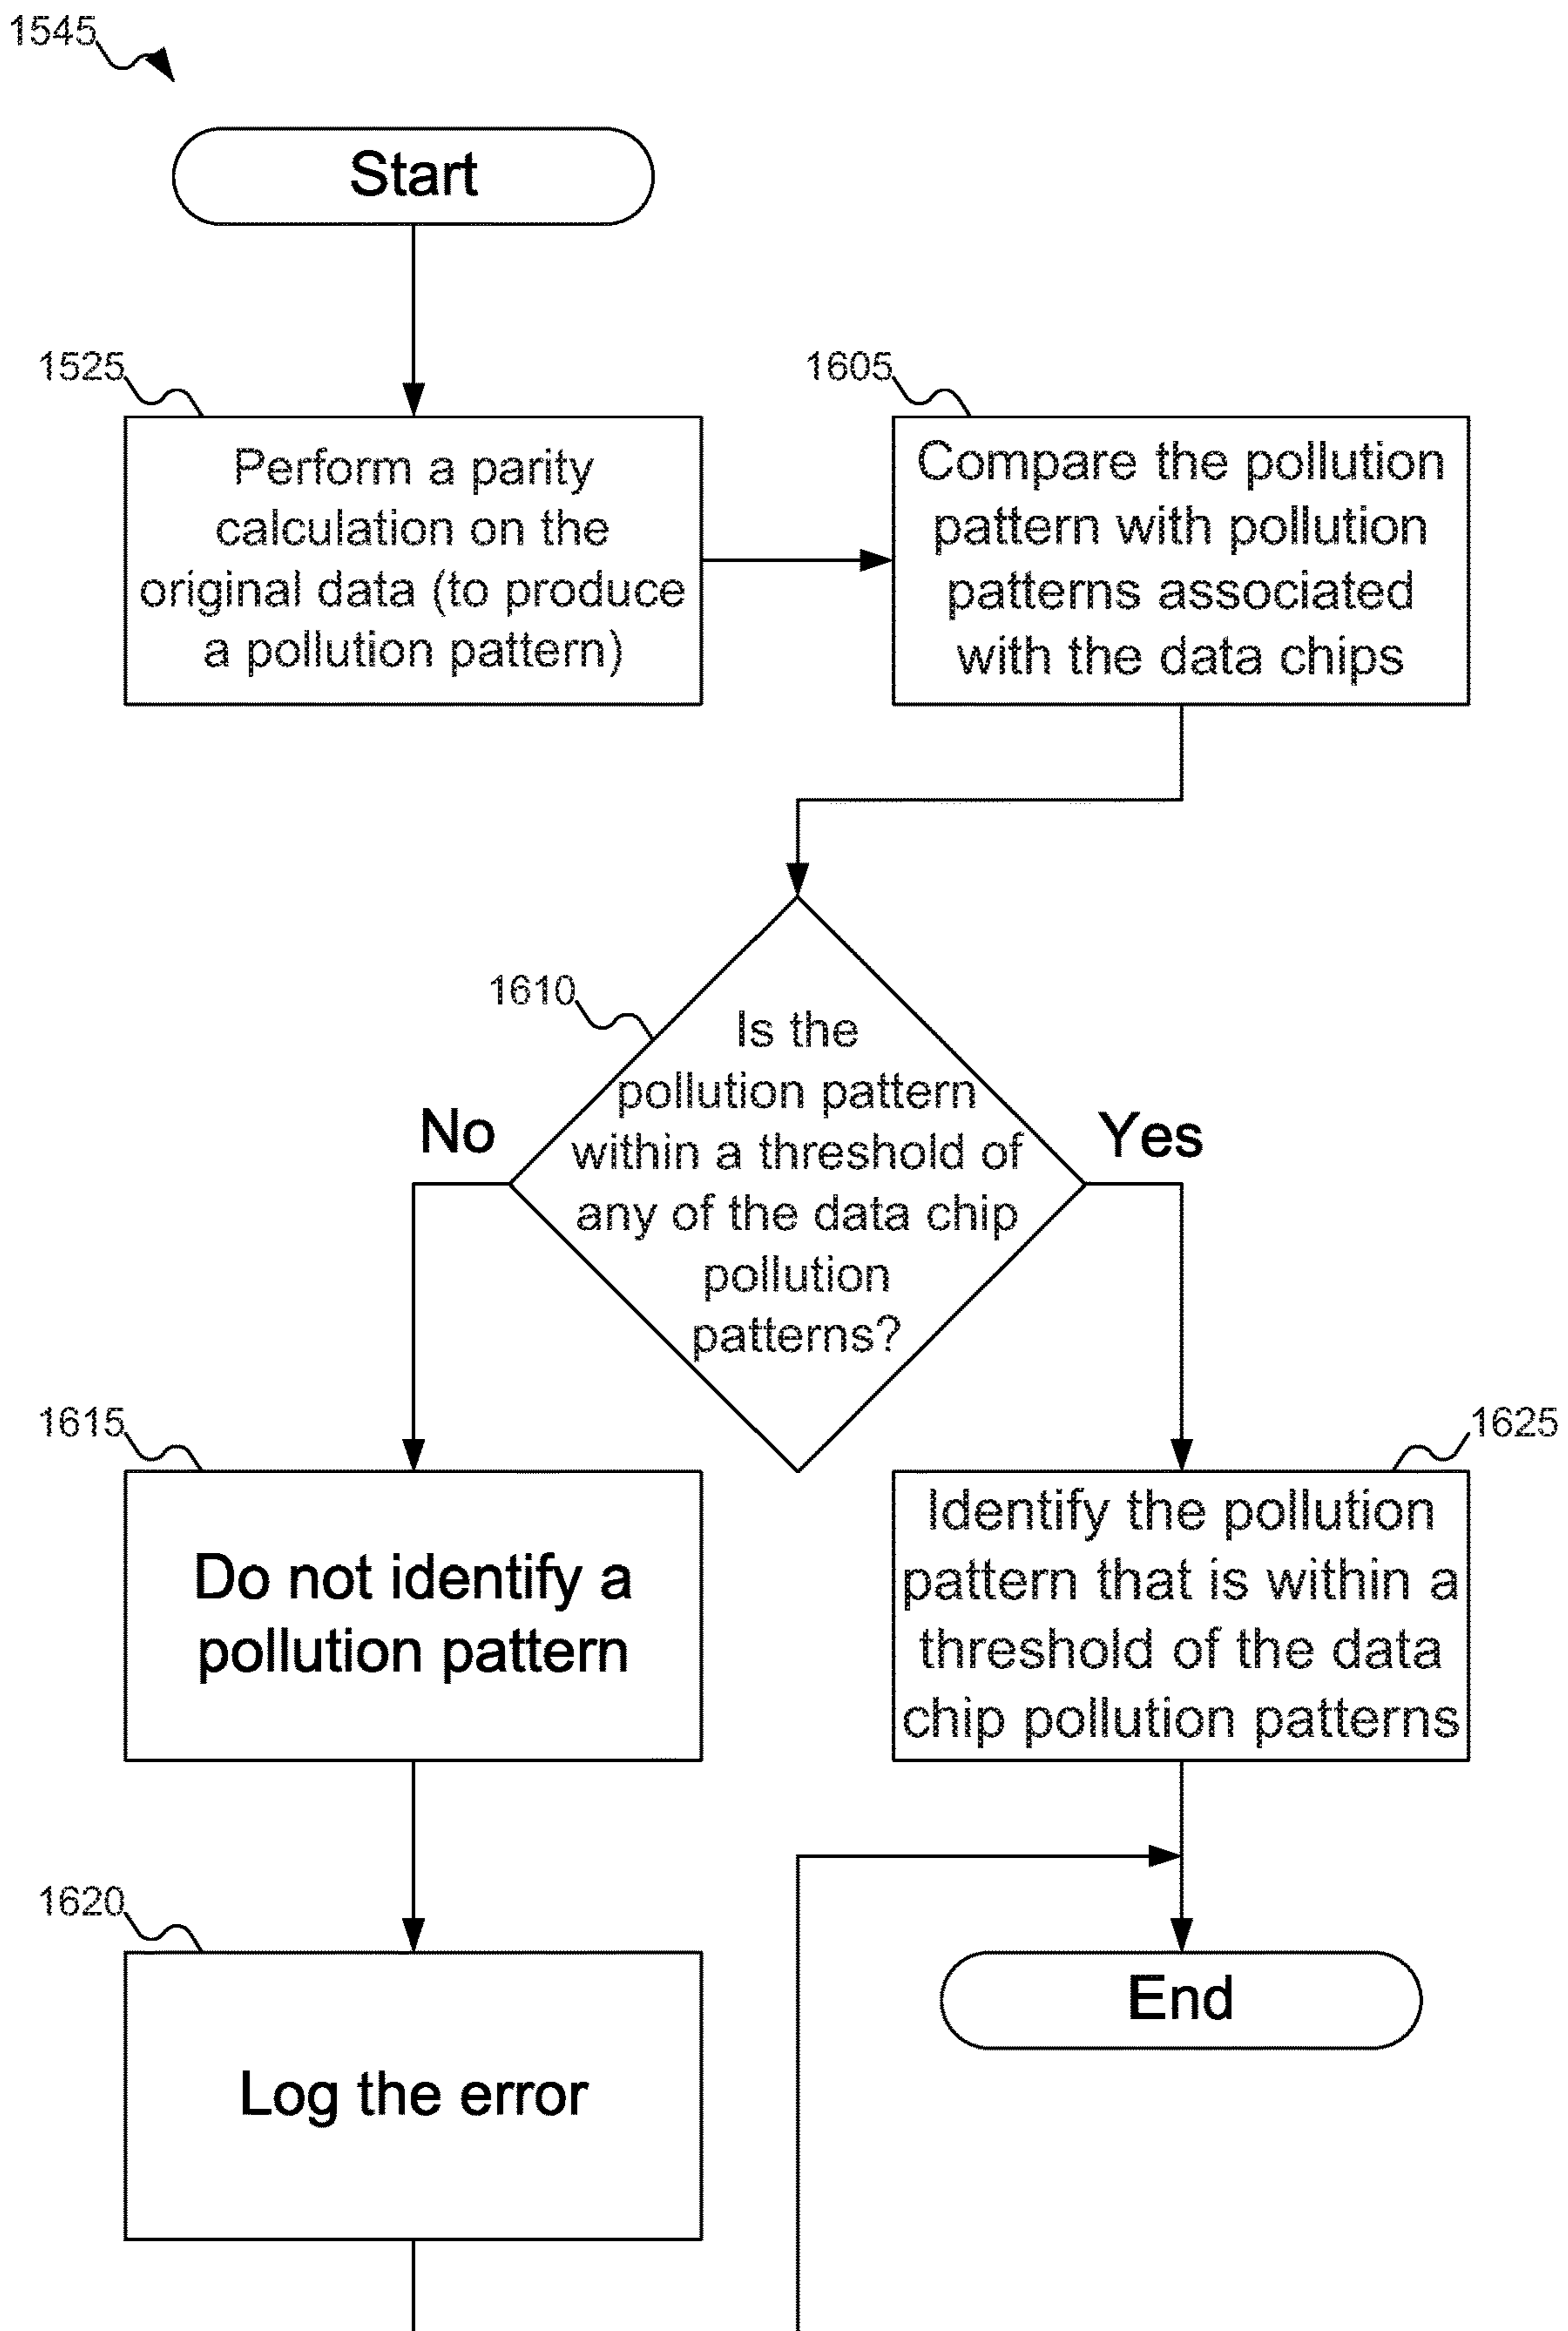 1545
Start
1525
Perform a parity
calculation on the
original data (to produce
a pollution pattern)
1605
Compare the pollution
pattern with pollution
patterns associated
with the data chips
1610
Is the
pollution pattern
within a threshold of
any of the data chip
pollution
patterns?
No
Yes
1615
Do not identify a
pollution pattern
1625
Identify the pollution
pattern that is within a
threshold of the data
chip pollution patterns
1620
Log the error
End